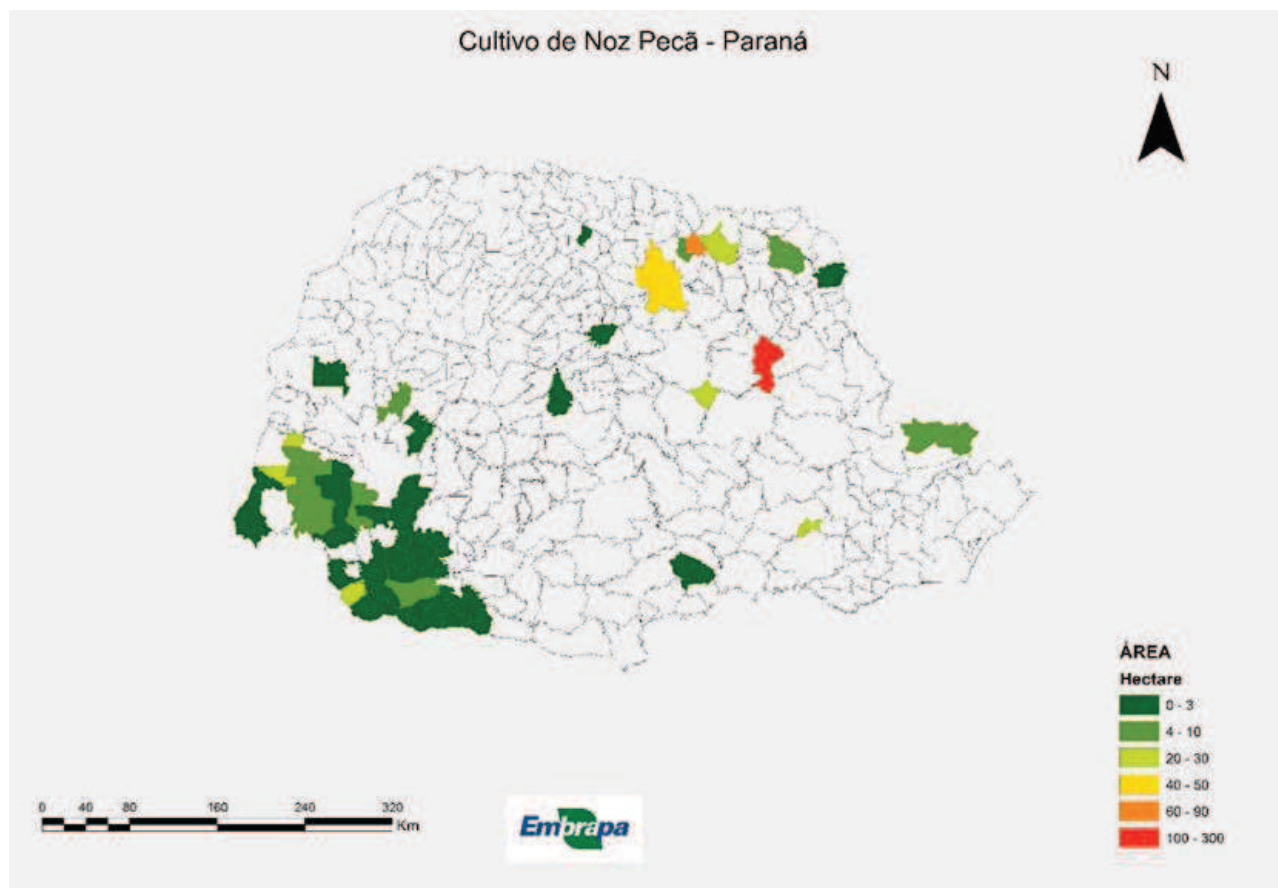 Cultivo de Noz Pecã - Paraná
N
ÁREA
Hectare
0 - 3
4 - 10
20 - 30
40 - 50
60 - 90
100 - 300
0 40 80 160 240 320
Km
Embrapa